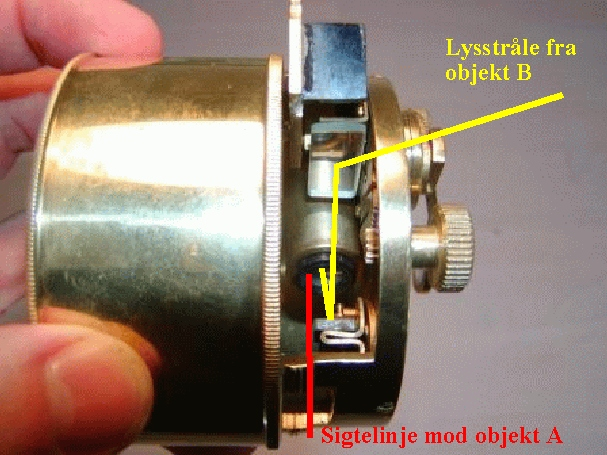 Lysstråle fra
objekt B
Sigtelinje mod objekt A